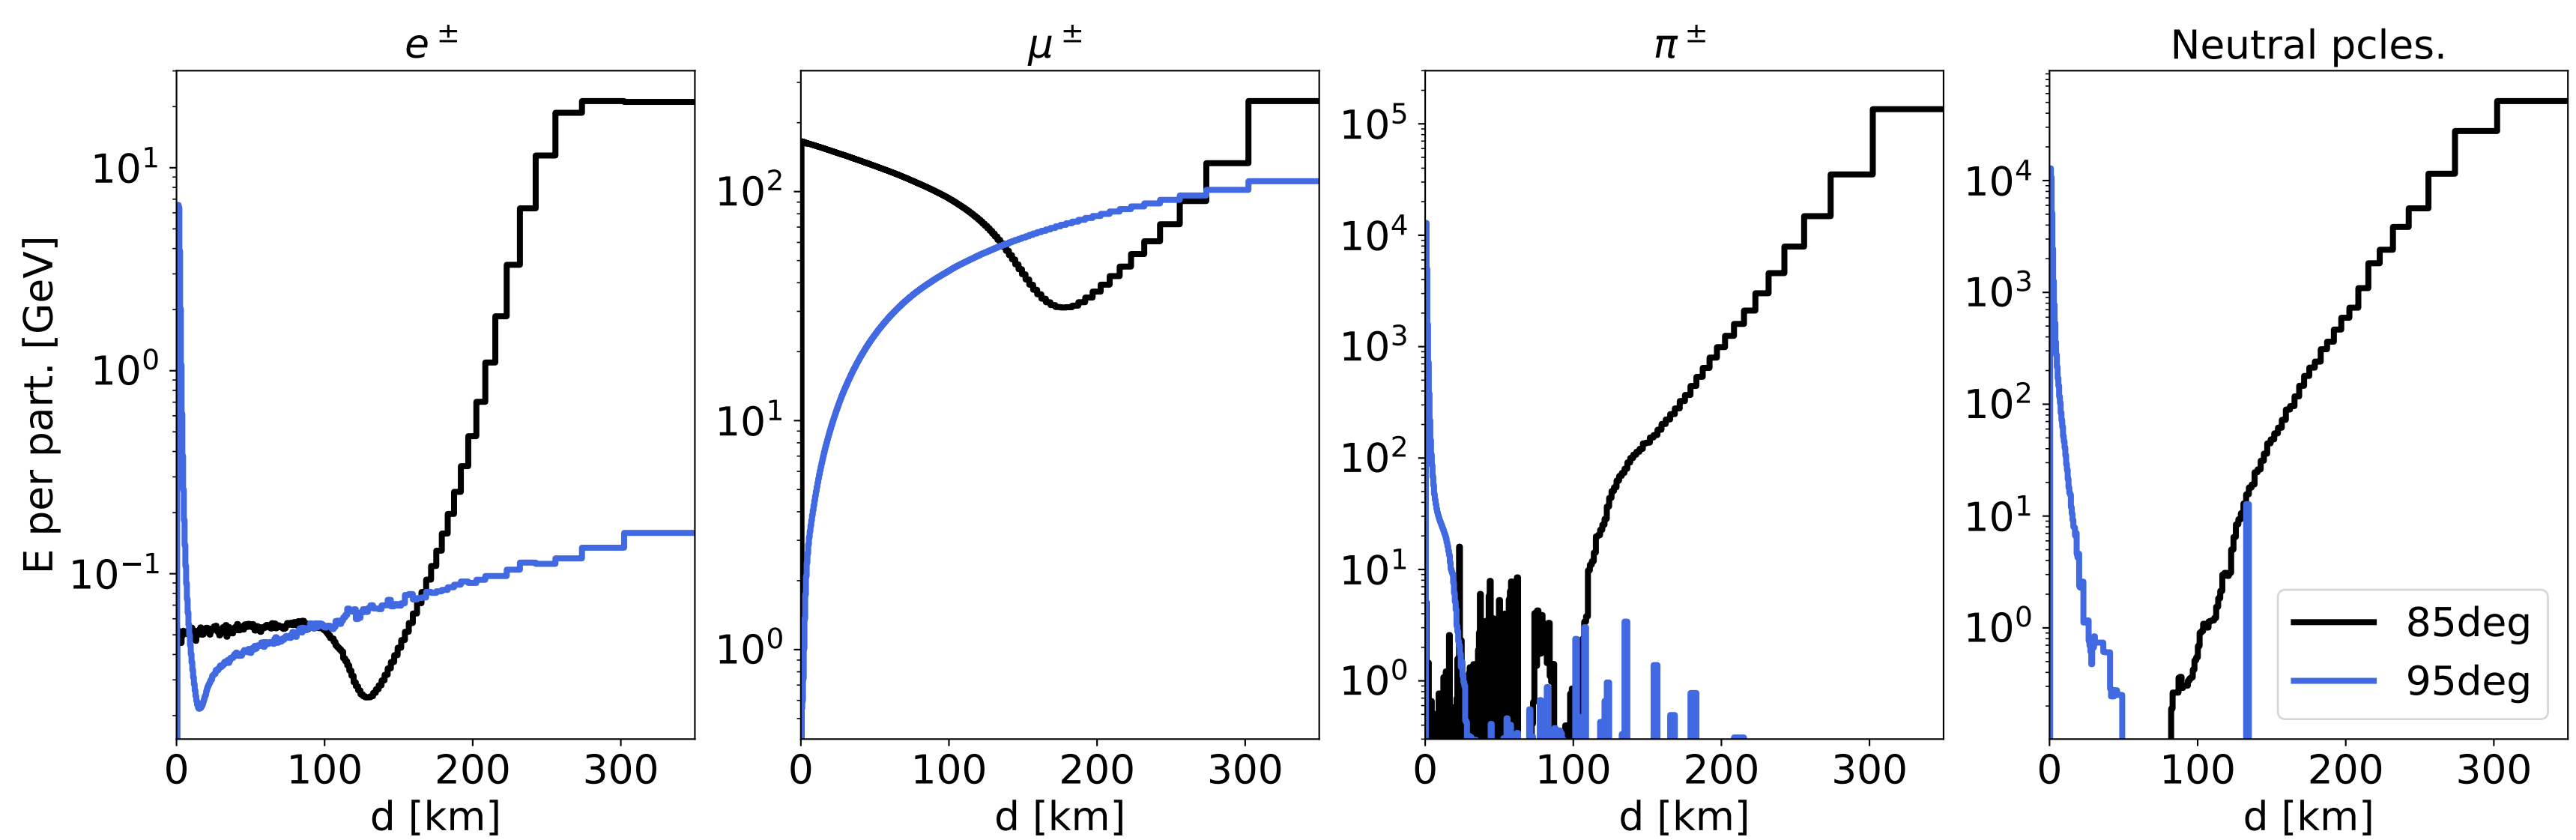 e ±
μ ±
π ±
Neutral pcles.
E per part. [GeV]
10¹
10⁰
10⁻¹
0 100 200 300
d [km]
10²
10¹
10⁰
0 100 200 300
d [km]
10⁵
10⁴
10³
10²
10¹
10⁰
0 100 200 300
d [km]
10⁴
10³
10²
10¹
10⁰
0 100 200 300
d [km]
85deg
95deg